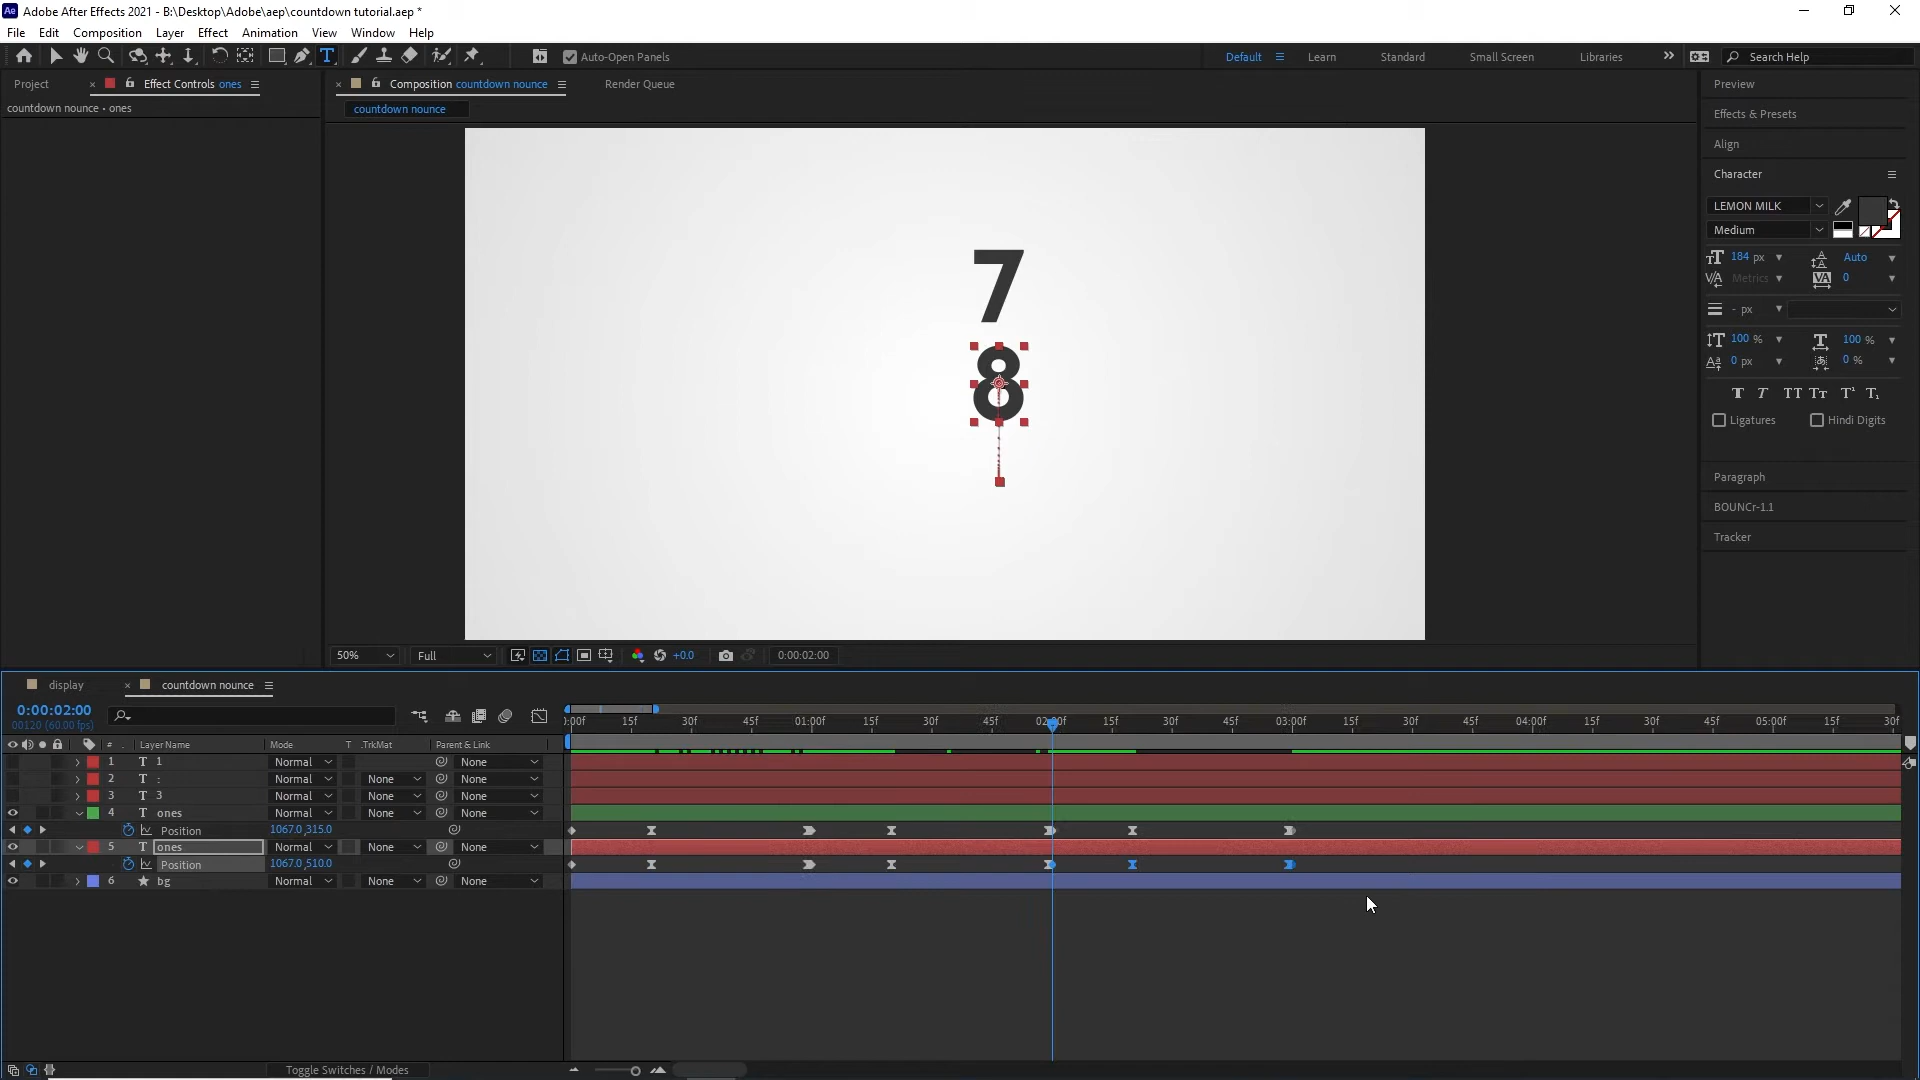 Ae Adobe After Effects 2021 - B:\Desktop\Adobe\aep\countdown tutorial.aep *
File Edit Composition Layer Effect Animation View Window Help
Auto-Open Panels Default Learn Standard Small Screen Libraries Search Help
Project Effect Controls ones Composition countdown nounce Render Queue
countdown nounce • ones
countdown nounce
7
8
50% Full +0.0 0:00:02:00
Preview
Effects & Presets
Align
Character
LEMON MILK
Medium
184 px Auto
Metrics 0
- px
100 % 100 %
0 px 0 %
T T TT Tt T¹ T₁
Ligatures Hindi Digits
Paragraph
BOUNCr-1.1
Tracker
display countdown nounce
0:00:02:00
00120 (60.00 fps)
:00f 15f 30f 45f 01:00f 15f 30f 45f 02:00f 15f 30f 45f 03:00f 15f 30f 45f 04:00f 15f 30f 45f 05:00f 15f 30f
# Layer Name Mode T .TrkMat Parent & Link
1 T 1 Normal None
2 T : Normal None None
3 T 3 Normal None None
4 T ones Normal None None
Position 1067.0,315.0
5 T ones Normal None None
Position 1067.0,510.0
6 bg Normal None None
Toggle Switches / Modes